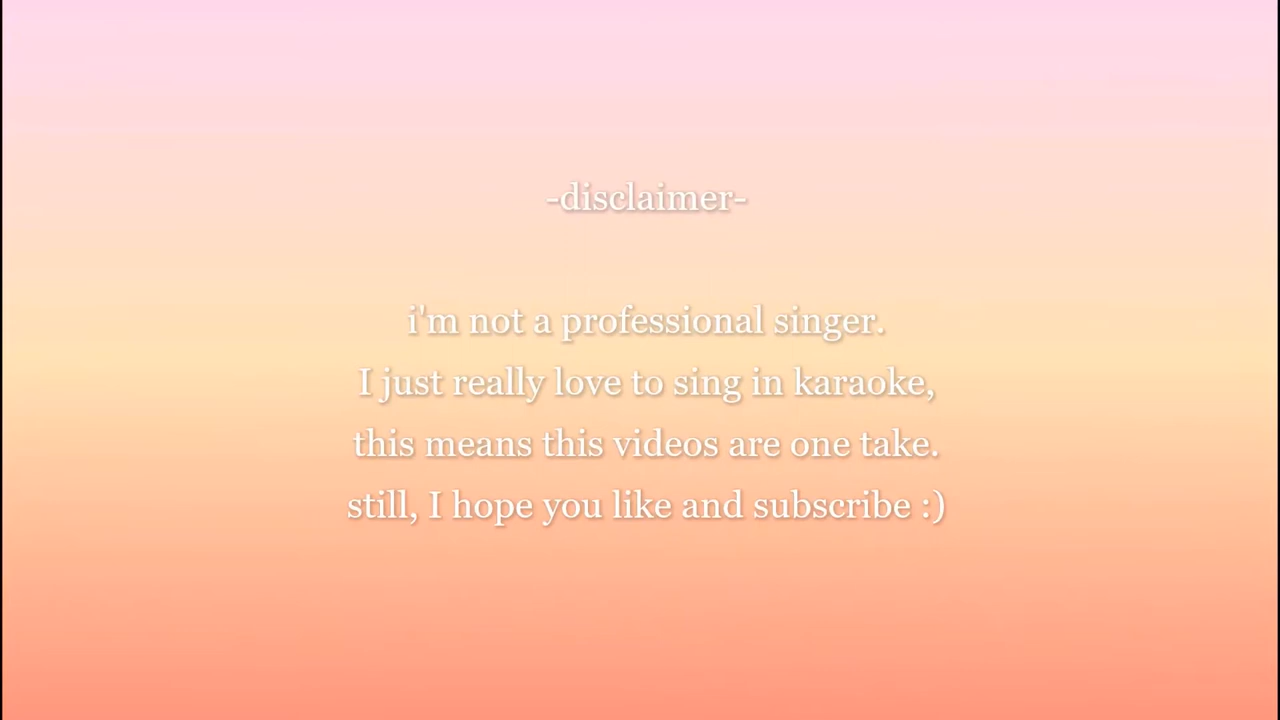 -disclaimer-
i'm not a professional singer.
I just really love to sing in karaoke,
this means this videos are one take.
still, I hope you like and subscribe :)